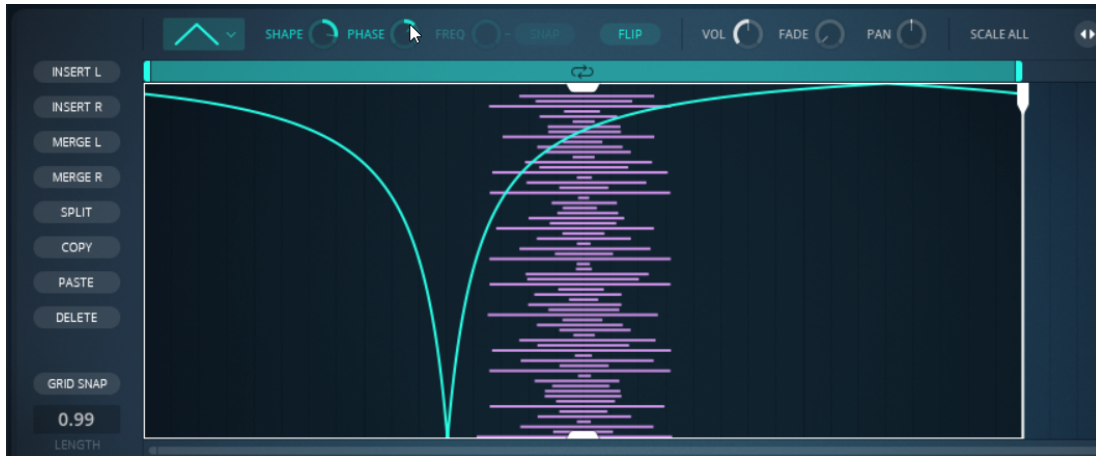 SHAPE PHASE FREQ SNAP FLIP VOL FADE PAN SCALE ALL
INSERT L
INSERT R
MERGE L
MERGE R
SPLIT
COPY
PASTE
DELETE
GRID SNAP
0.99
LENGTH